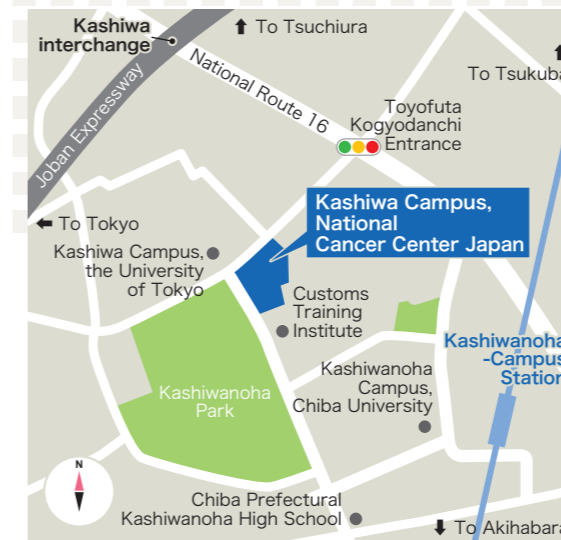 Kashiwa
interchange
To Tsuchiura
National Route 16
To Tsukuba
Joban Expressway
Toyofuta
Kogyodanchi
Entrance
To Tokyo
Kashiwa Campus,
National
Cancer Center Japan
Kashiwa Campus,
the University
of Tokyo
Customs
Training
Institute
Kashiwanoha
-Campus
Station
Kashiwanoha
Campus,
Chiba University
Kashiwanoha
Park
N
Chiba Prefectural
Kashiwanoha High School
To Akihabara